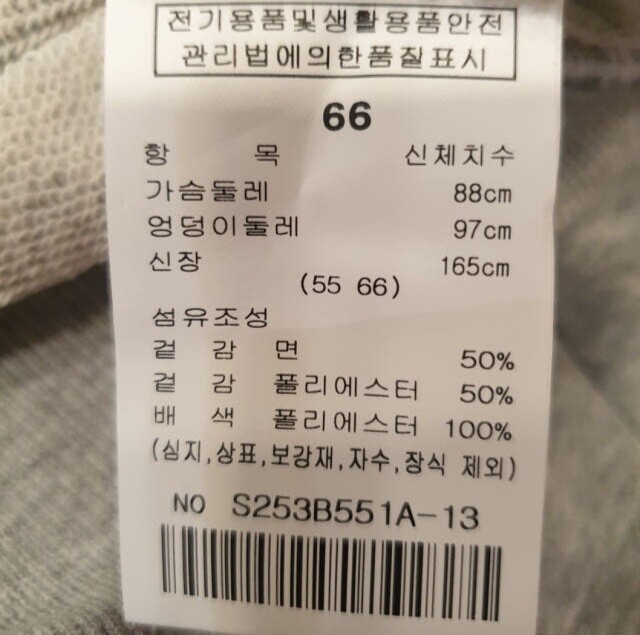 전기용품및생활용품안전
관리법에의한품질표시
66
항 목 신체치수
가슴둘레 88cm
엉덩이둘레 97cm
신장 165cm
(55 66)
섬유조성
겉 감 면 50%
겉 감 폴리에스터 50%
배 색 폴리에스터 100%
(심지,상표,보강재,자수,장식 제외)
NO S253B551A-13